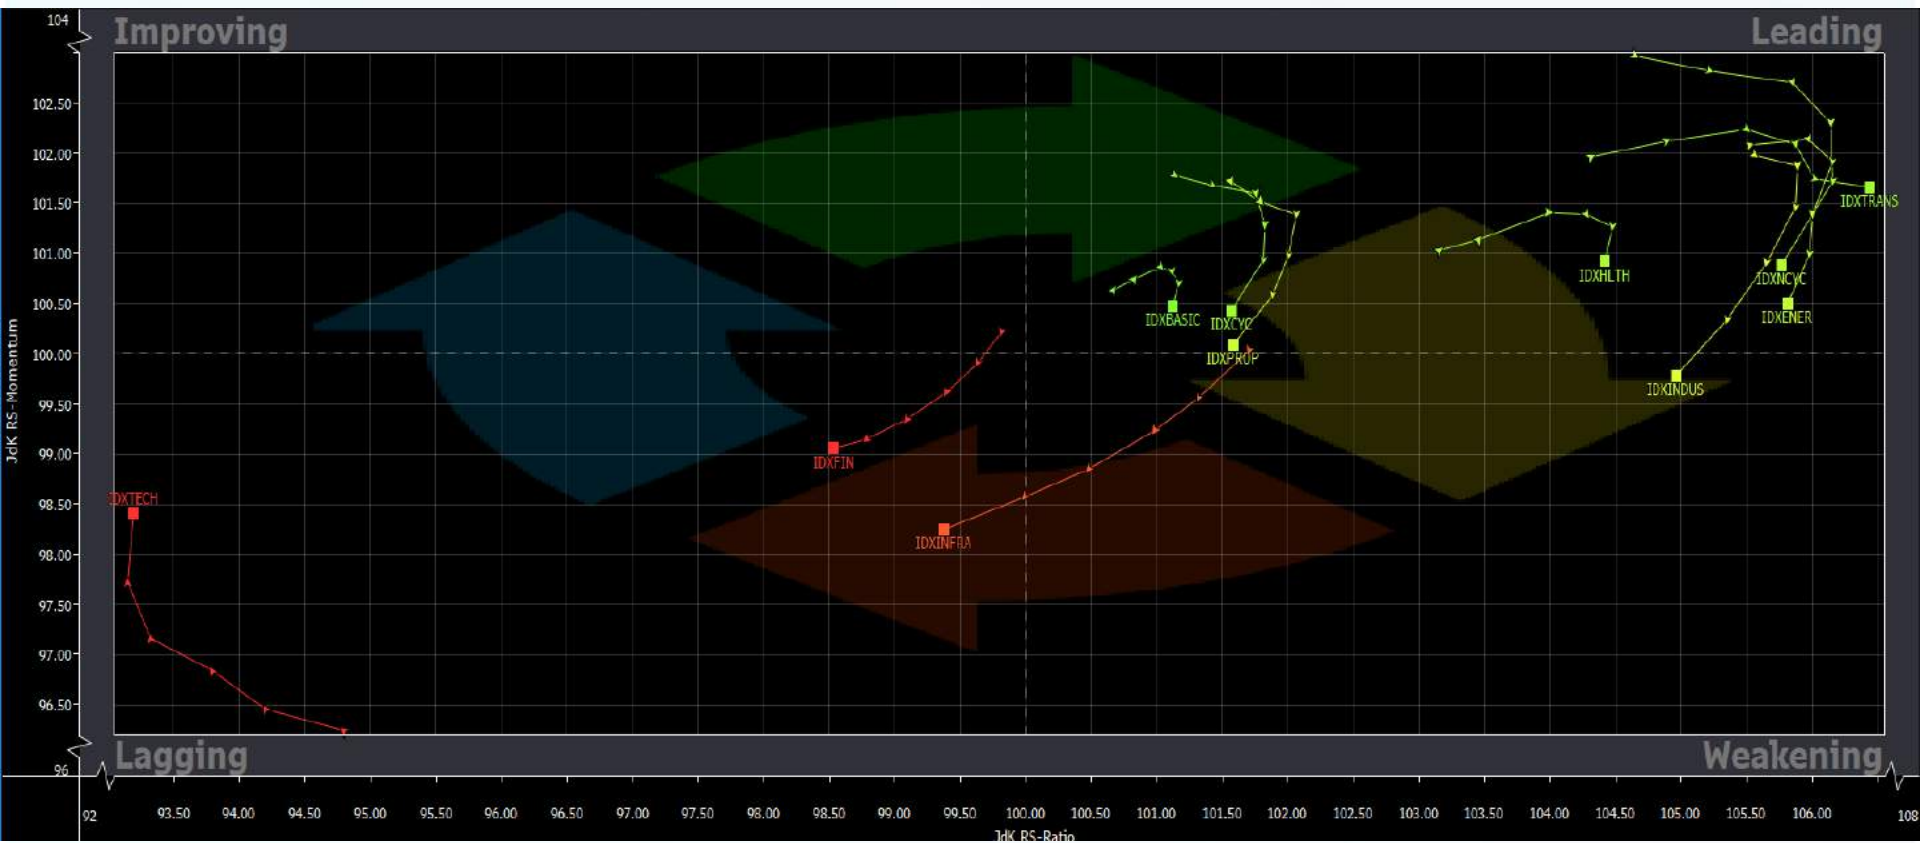 104
Improving
Leading
102.50
102.00
101.50
101.00
100.50
100.00
99.50
99.00
98.50
98.00
97.50
97.00
96.50
96
JdK RS-Momentum
IDXTRANS
IDXHLTH
IDXNCYC
IDXBASIC
IDXCYC
IDXENER
IDXPROP
IDXINDUS
IDXFIN
IDXTECH
IDXINFRA
Lagging
Weakening
92
93.50
94.00
94.50
95.00
95.50
96.00
96.50
97.00
97.50
98.00
98.50
99.00
99.50
100.00
100.50
101.00
101.50
102.00
102.50
103.00
103.50
104.00
104.50
105.00
105.50
106.00
108
JdK RS-Ratio